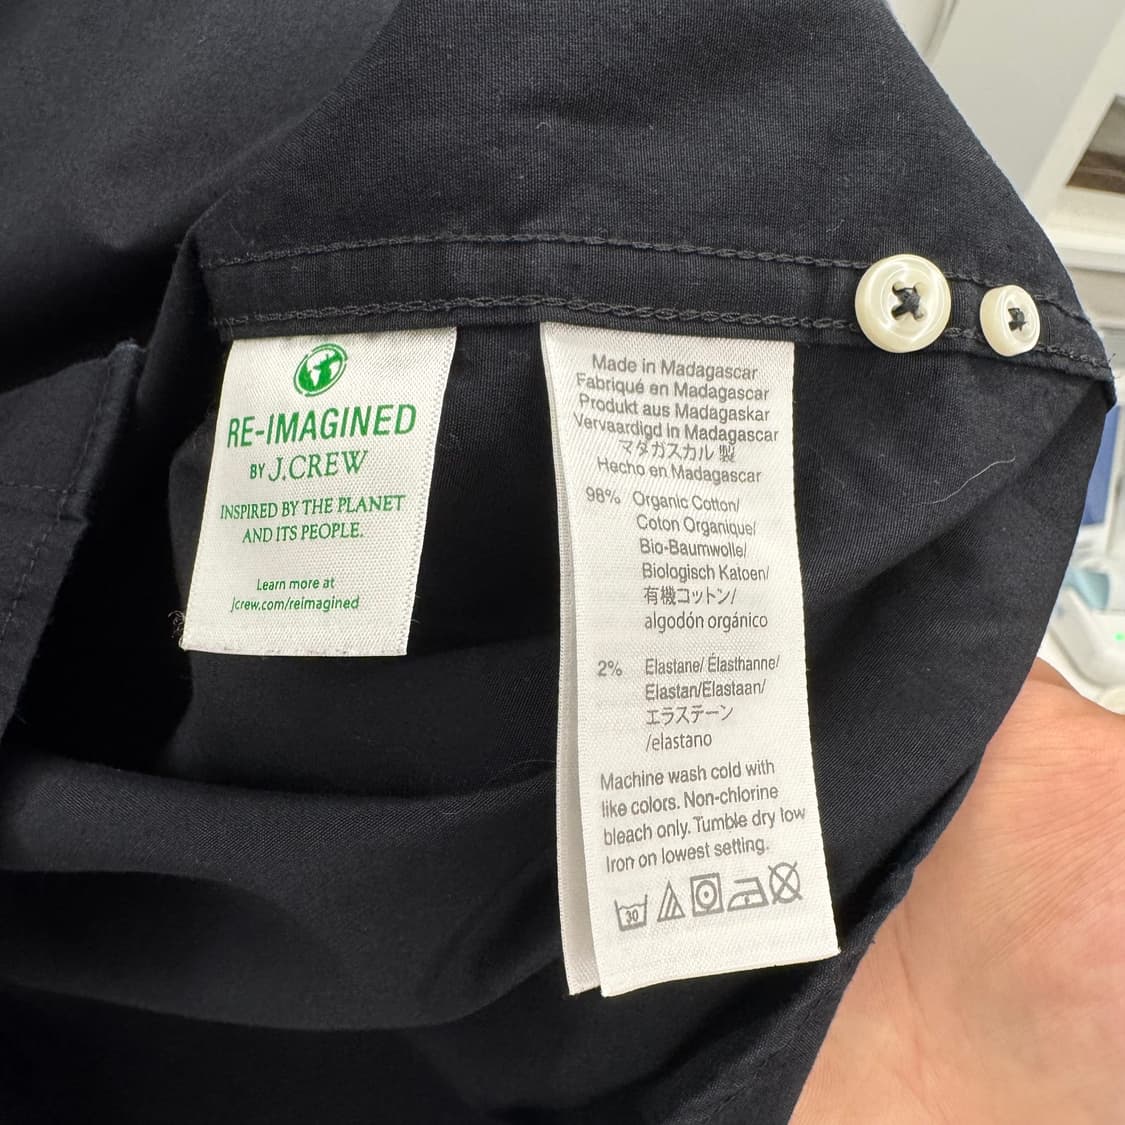 RE-IMAGINED
BY J.CREW
INSPIRED BY THE PLANET
AND ITS PEOPLE.
Learn more at
jcrew.com/reimagined
Made in Madagascar
Fabriqué en Madagascar
Produkt aus Madagaskar
Vervaardigd in Madagascar
マダガスカル 製
Hecho en Madagascar
98% Organic Cotton/
Coton Organique/
Bio-Baumwolle/
Biologisch Katoen/
有機コットン/
algodón orgánico
2% Elastane/ Élasthanne/
Elastan/Elastaan/
エラステーン
/elastano
Machine wash cold with
like colors. Non-chlorine
bleach only. Tumble dry low
Iron on lowest setting.
30